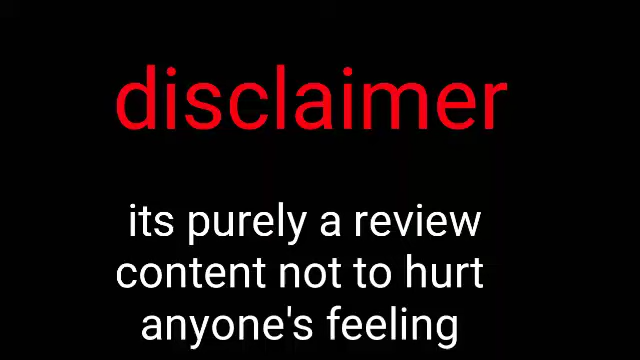 disclaimer
its purely a review
content not to hurt
anyone's feeling